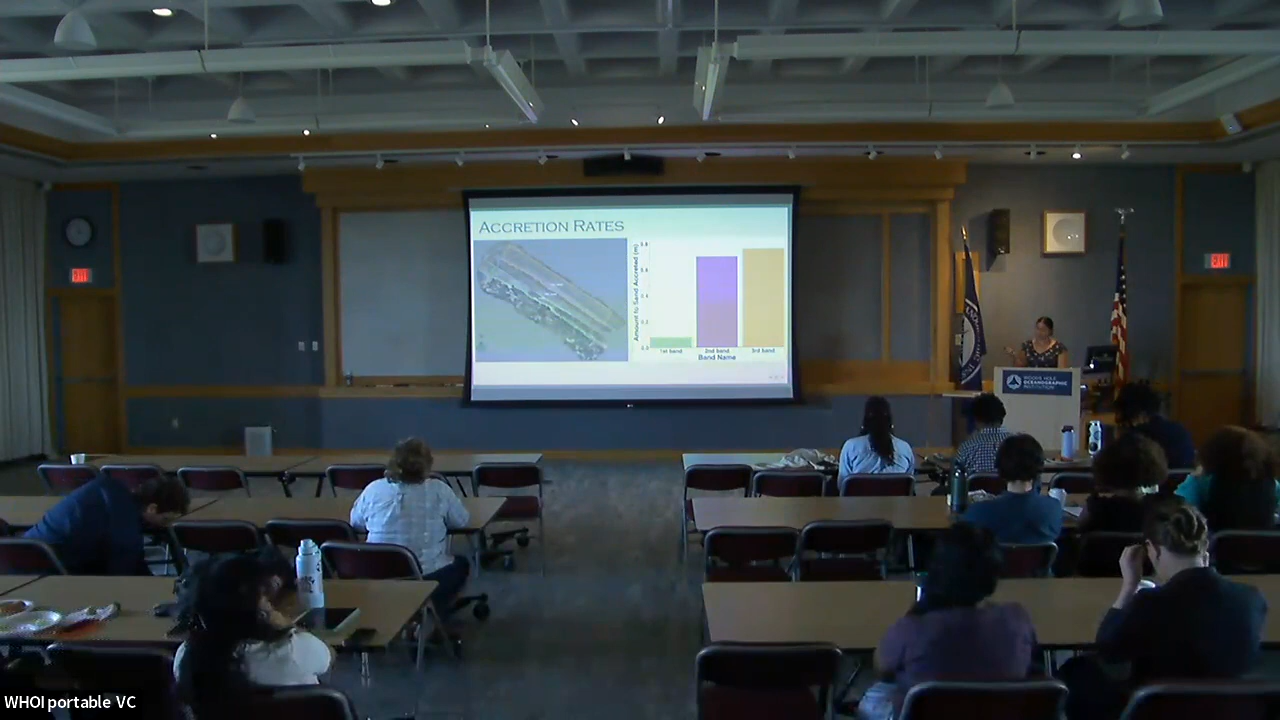 ACCRETION RATES
Amount to Sand Accreted (m)
1st band
2nd band
3rd band
Band Name
EXIT
EXIT
WOODS HOLE
OCEANOGRAPHIC
INSTITUTION
WHOI portable VC